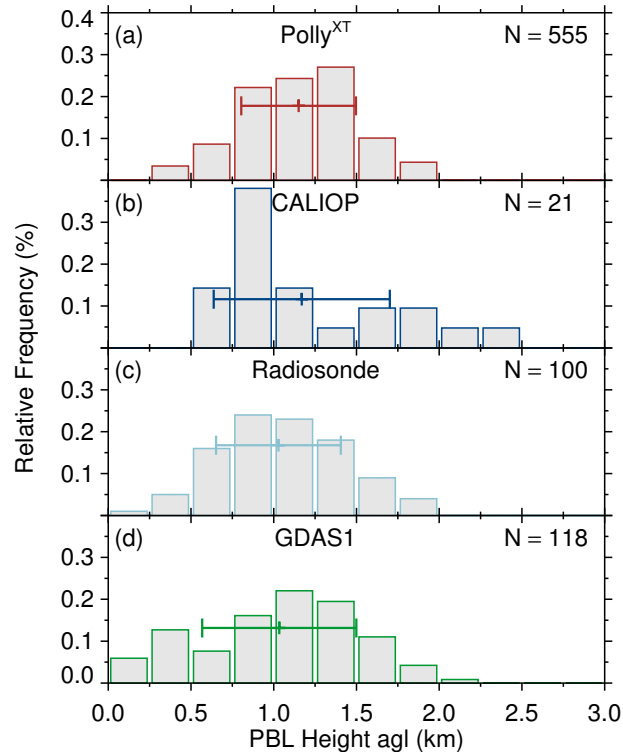 0.4
(a) Polly^XT N = 555
0.3
0.2
0.1
(b) CALIOP N = 21
0.3
0.2
0.1
(c) Radiosonde N = 100
0.3
0.2
0.1
(d) GDAS1 N = 118
0.3
0.2
0.1
0.0
0.0 0.5 1.0 1.5 2.0 2.5 3.0
PBL Height agl (km)
Relative Frequency (%)